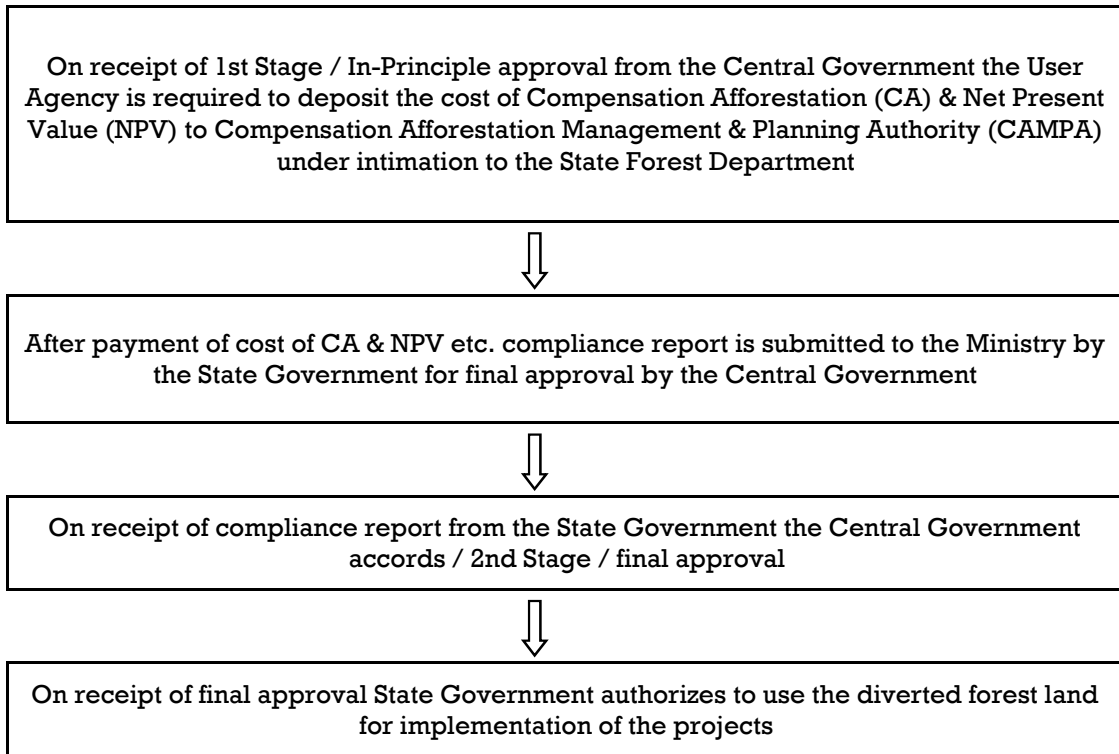 On receipt of 1st Stage / In-Principle approval from the Central Government the User
Agency is required to deposit the cost of Compensation Afforestation (CA) & Net Present
Value (NPV) to Compensation Afforestation Management & Planning Authority (CAMPA)
under intimation to the State Forest Department
After payment of cost of CA & NPV etc. compliance report is submitted to the Ministry by
the State Government for final approval by the Central Government
On receipt of compliance report from the State Government the Central Government
accords / 2nd Stage / final approval
On receipt of final approval State Government authorizes to use the diverted forest land
for implementation of the projects